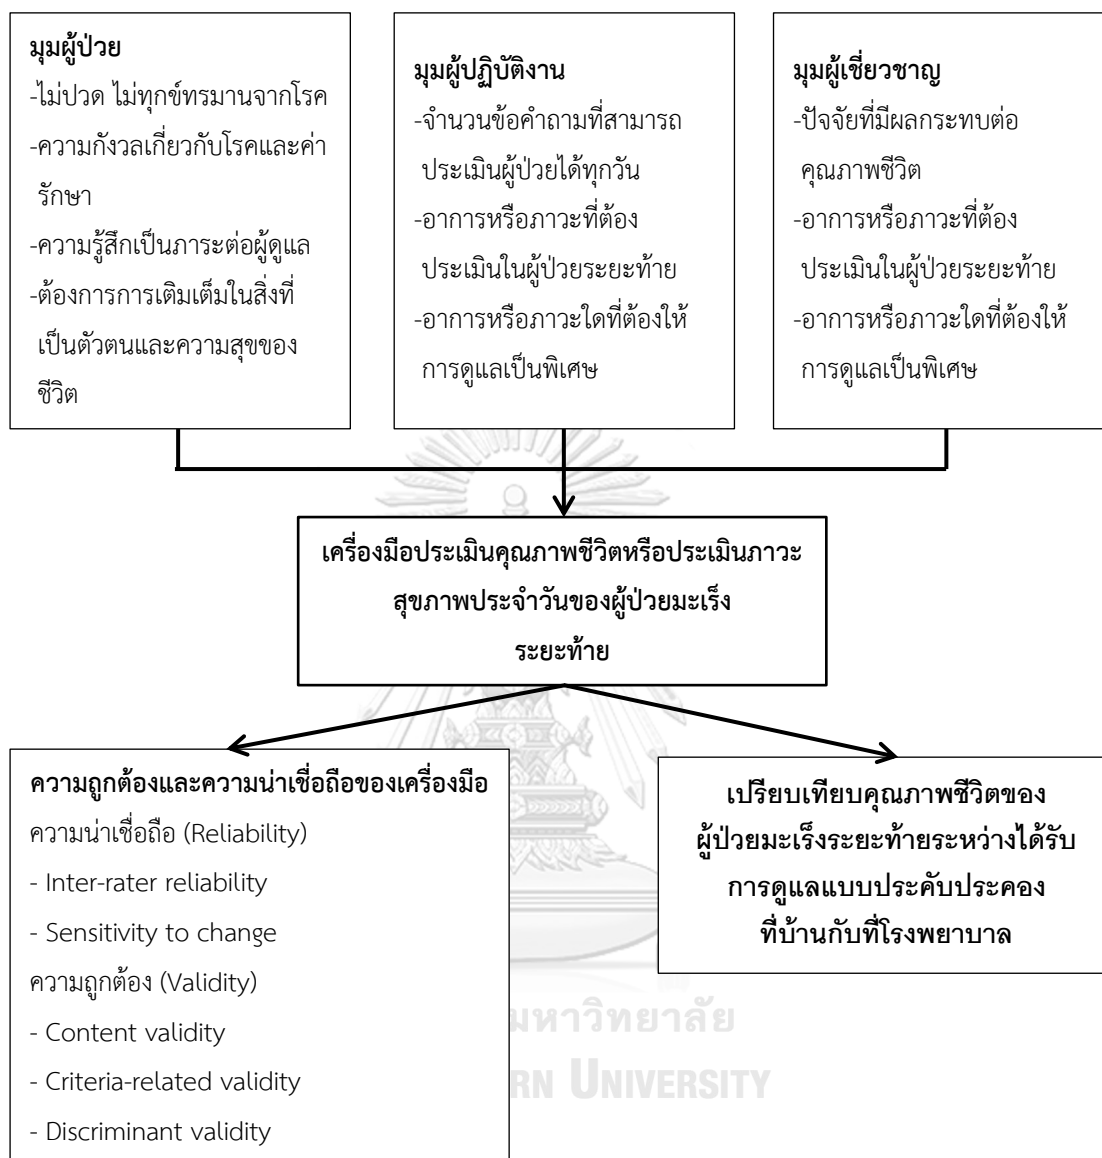 มุมผู้ป่วย
-ไม่ปวด ไม่ทุกข์ทรมานจากโรค
-ความกังวลเกี่ยวกับโรคและค่า
รักษา
-ความรู้สึกเป็นภาระต่อผู้ดูแล
-ต้องการการเติมเต็มในสิ่งที่
เป็นตัวตนและความสุขของ
ชีวิต
มุมผู้ปฏิบัติงาน
-จำนวนข้อคำถามที่สามารถ
ประเมินผู้ป่วยได้ทุกวัน
-อาการหรือภาวะที่ต้อง
ประเมินในผู้ป่วยระยะท้าย
-อาการหรือภาวะใดที่ต้องให้
การดูแลเป็นพิเศษ
มุมผู้เชี่ยวชาญ
-ปัจจัยที่มีผลกระทบต่อ
คุณภาพชีวิต
-อาการหรือภาวะที่ต้อง
ประเมินในผู้ป่วยระยะท้าย
-อาการหรือภาวะใดที่ต้องให้
การดูแลเป็นพิเศษ
เครื่องมือประเมินคุณภาพชีวิตหรือประเมินภาวะ
สุขภาพประจำวันของผู้ป่วยมะเร็ง
ระยะท้าย
ความถูกต้องและความน่าเชื่อถือของเครื่องมือ
ความน่าเชื่อถือ (Reliability)
- Inter-rater reliability
- Sensitivity to change
ความถูกต้อง (Validity)
- Content validity
- Criteria-related validity
- Discriminant validity
เปรียบเทียบคุณภาพชีวิตของ
ผู้ป่วยมะเร็งระยะท้ายระหว่างได้รับ
การดูแลแบบประคับประคอง
ที่บ้านกับที่โรงพยาบาล
มหาวิทยาลัย
RN UNIVERSITY